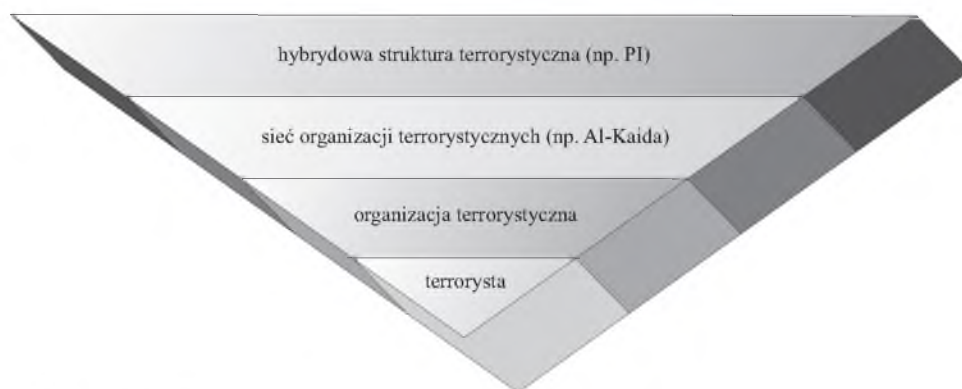 hybrydowa struktura terrorystyczna (np. PI)
sieć organizacji terrorystycznych (np. Al-Kaida)
organizacja terrorystyczna
terrorysta